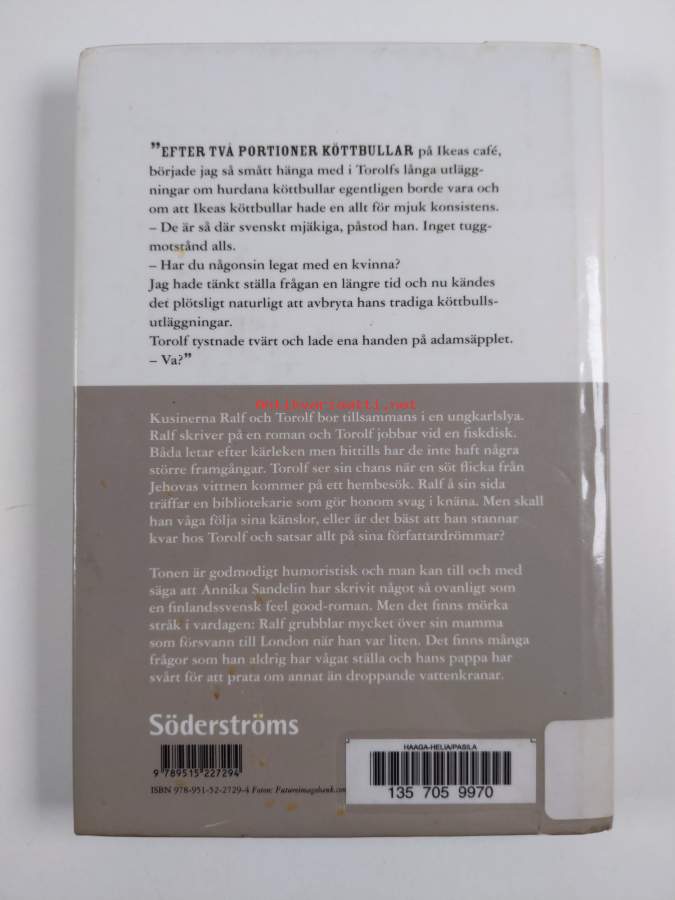 ”EFTER TVÅ PORTIONER KÖTTBULLAR på Ikeas café,
började jag så smått hänga med i Torolfs långa utlägg-
ningar om hurdana köttbullar egentligen borde vara och
om att Ikeas köttbullar hade en allt för mjuk konsistens.
– De är så där svenskt mjäkiga, påstod han. Inget tugg-
motstånd alls.
– Har du någonsin legat med en kvinna?
Jag hade tänkt ställa frågan en längre tid och nu kändes
det plötsligt naturligt att avbryta hans tradiga köttbulls-
utläggningar.
Torolf tystnade tvärt och lade ena handen på adamsäpplet.
– Va?”
Antikvariaatti.net
Kusinerna Ralf och Torolf bor tillsammans i en ungkarlslya.
Ralf skriver på en roman och Torolf jobbar vid en fiskdisk.
Båda letar efter kärleken men hittills har de inte haft några
större framgångar. Torolf ser sin chans när en söt flicka från
Jehovas vittnen kommer på ett hembesök. Ralf å sin sida
träffar en bibliotekarie som gör honom svag i knäna. Men skall
han våga följa sina känslor, eller är det bäst att han stannar
kvar hos Torolf och satsar allt på sina författardrömmar?
Tonen är godmodigt humoristisk och man kan till och med
säga att Annika Sandelin har skrivit något så ovanligt som
en finlandssvensk feel good-roman. Men det finns mörka
stråk i vardagen: Ralf grubblar mycket över sin mamma
som försvann till London när han var liten. Det finns många
frågor som han aldrig har vågat ställa och hans pappa har
svårt för att prata om annat än droppande vattenkranar.
Söderströms
9 789515 227294
ISBN 978-951-52-2729-4 Foton: Futureimagebank.com
HAAGA-HELIA/PASILA
135 705 9970